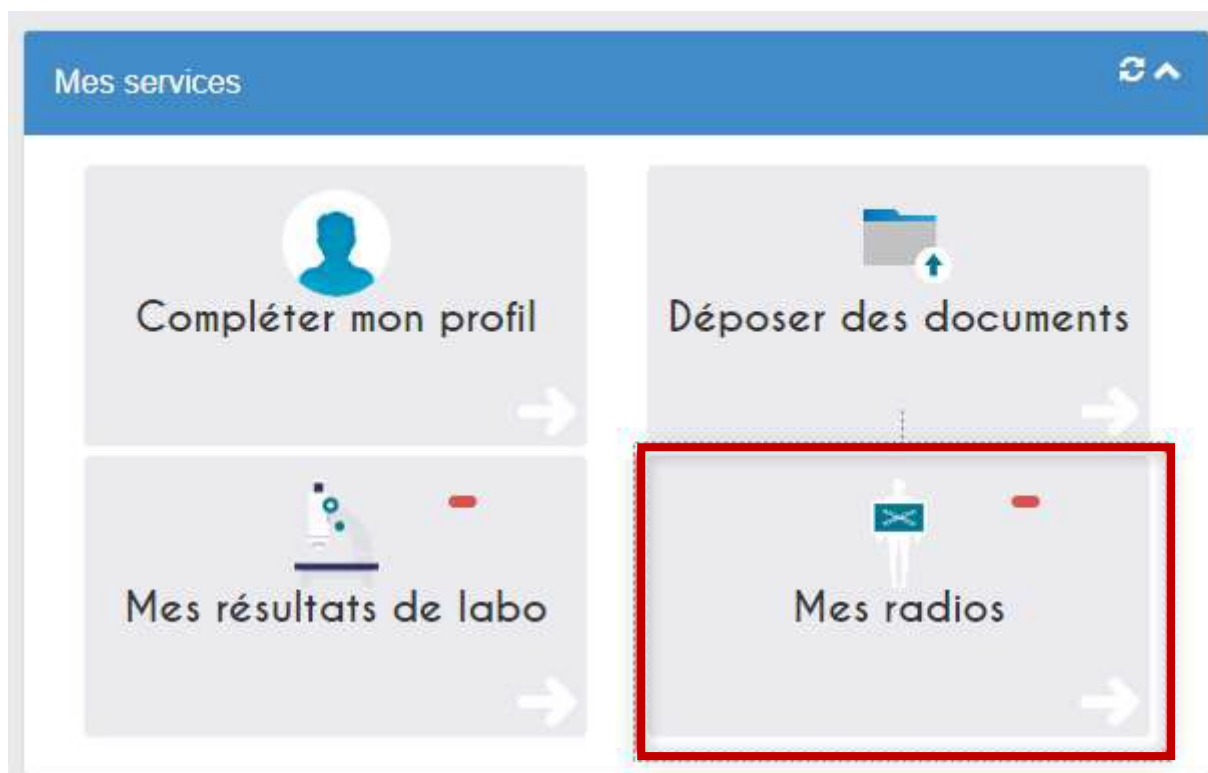 Mes services
Compléter mon profil
Déposer des documents
Mes résultats de labo
Mes radios